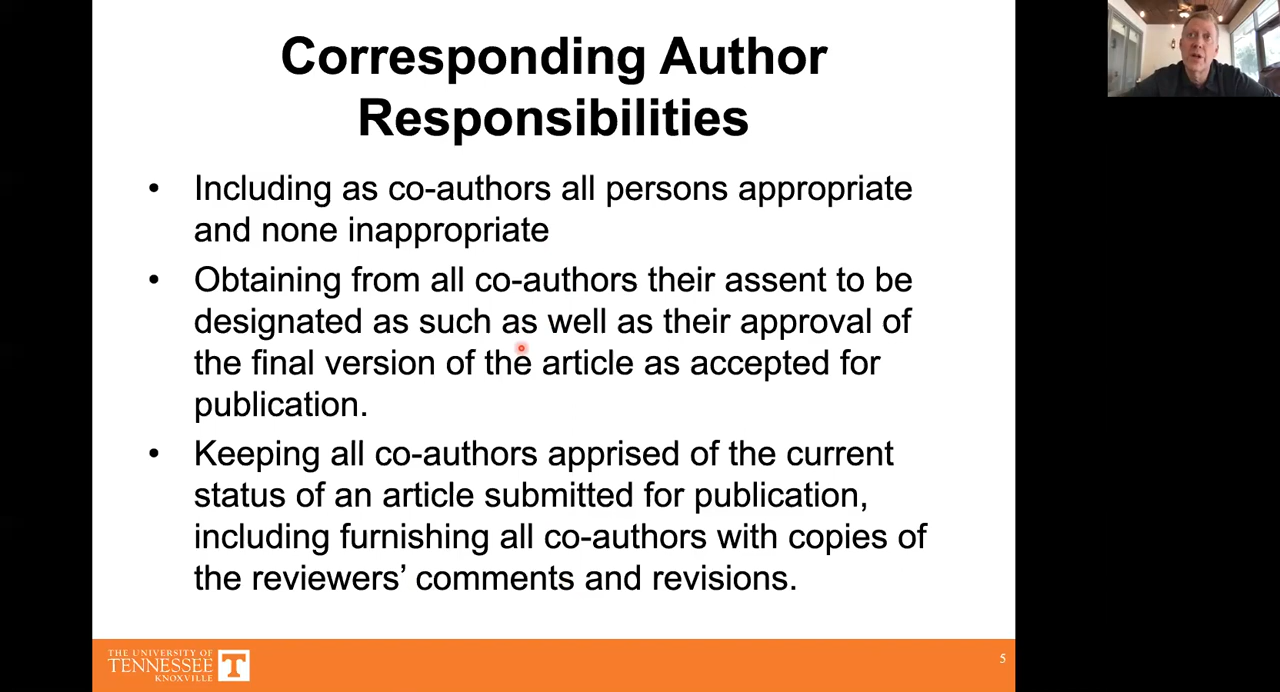 Corresponding Author
Responsibilities
• Including as co-authors all persons appropriate
and none inappropriate
• Obtaining from all co-authors their assent to be
designated as such as well as their approval of
the final version of the article as accepted for
publication.
• Keeping all co-authors apprised of the current
status of an article submitted for publication,
including furnishing all co-authors with copies of
the reviewers’ comments and revisions.
THE UNIVERSITY OF
TENNESSEE
KNOXVILLE
T
5